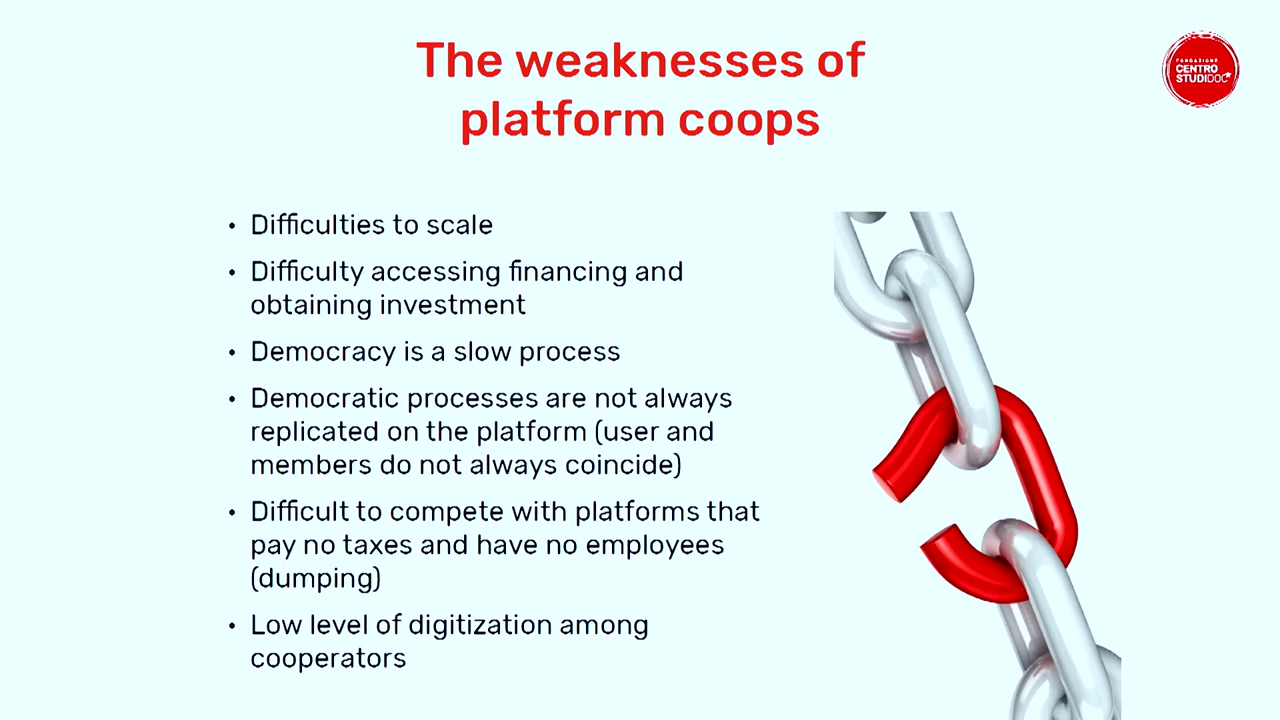 The weaknesses of
platform coops
FONDAZIONE
CENTRO
STUDIDOC
• Difficulties to scale
• Difficulty accessing financing and
obtaining investment
• Democracy is a slow process
• Democratic processes are not always
replicated on the platform (user and
members do not always coincide)
• Difficult to compete with platforms that
pay no taxes and have no employees
(dumping)
• Low level of digitization among
cooperators